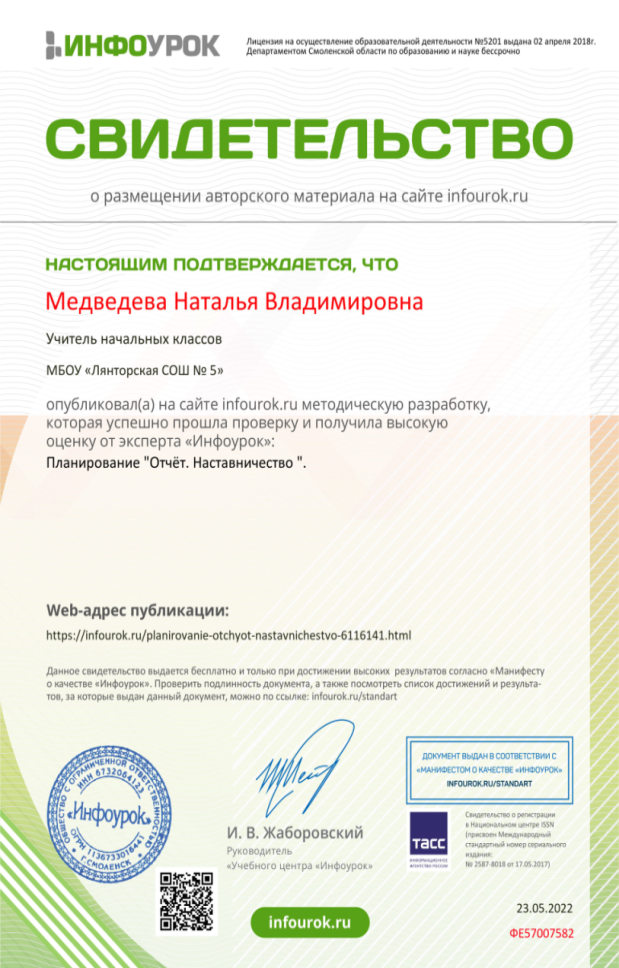 ИНФОУРОК
Лицензия на осуществление образовательной деятельности №5201 выдана 02 апреля 2018г.
Департаментом Смоленской области по образованию и науке бессрочно
СВИДЕТЕЛЬСТВО
о размещении авторского материала на сайте infourok.ru
НАСТОЯЩИМ ПОДТВЕРЖДАЕТСЯ, ЧТО
Медведева Наталья Владимировна
Учитель начальных классов
МБОУ «Лянторская СОШ № 5»
опубликовал(а) на сайте infourok.ru методическую разработку,
которая успешно прошла проверку и получила высокую
оценку от эксперта «Инфоурок»:
Планирование "Отчёт. Наставничество ".
Web-адрес публикации:
https://infourok.ru/planirovanie-otchyot-nastavnichestvo-6116141.html
Данное свидетельство выдается бесплатно и только при достижении высоких результатов согласно «Манифесту
о качестве «Инфоурок». Проверить подлинность документа, а также посмотреть список достижений и результа-
тов, за которые выдан данный документ, можно по ссылке: infourok.ru/standart
ОБЩЕСТВО С ОГРАНИЧЕННОЙ ОТВЕТСТВЕННОСТЬЮ
ИНН 6732064123
«Инфоурок»
Г.СМОЛЕНСК
И. В. Жаборовский
Руководитель
«Учебного центра «Инфоурок»
ДОКУМЕНТ ВЫДАН В СООТВЕТСТВИИ С
«МАНИФЕСТОМ О КАЧЕСТВЕ «ИНФОУРОК»
INFOUROK.RU/STANDART
ТАСС
ИНФОРМАЦИОННОЕ
АГЕНТСТВО РОССИИ
Свидетельство о регистрации
в Национальном центре ISSN
(присвоен Международный
стандартный номер сериального
издания:
№ 2587-8018 от 17.05.2017)
infourok.ru
23.05.2022
ФЕ57007582